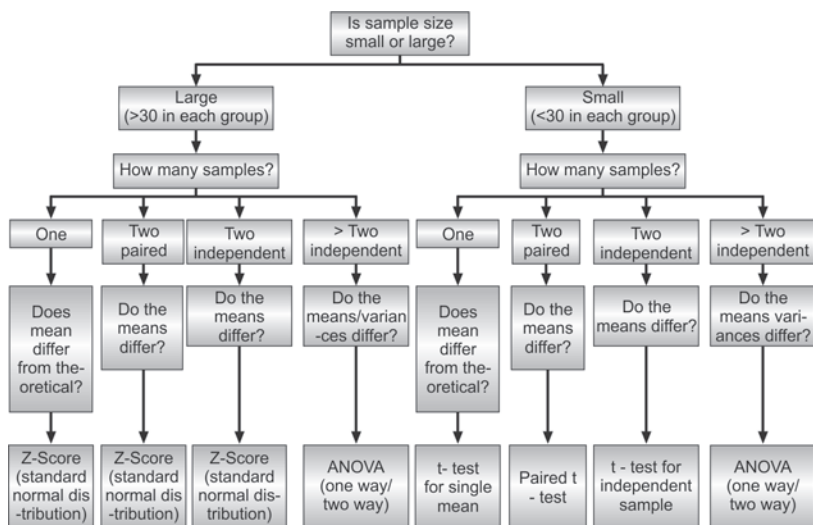 Is sample size
small or large?
Large
(>30 in each group)
Small
(<30 in each group)
How many samples?
How many samples?
One
Two
paired
Two
independent
> Two
independent
One
Two
paired
Two
independent
> Two
independent
Does
mean
differ
from the-
oretical?
Do the
means
differ?
Do the
means
differ?
Do the
means/varian
-ces differ?
Does
mean
differ
from the-
oretical?
Do the
means
differ?
Do the
means differ?
Do the
means vari-
ances differ?
Z-Score
(standard
normal dis
-tribution)
Z-Score
(standard
normal dis
-tribution)
Z-Score
(standard
normal dis-
tribution)
ANOVA
(one way/
two way)
t- test
for single
mean
Paired t
- test
t - test for
independent
sample
ANOVA
(one way/
two way)